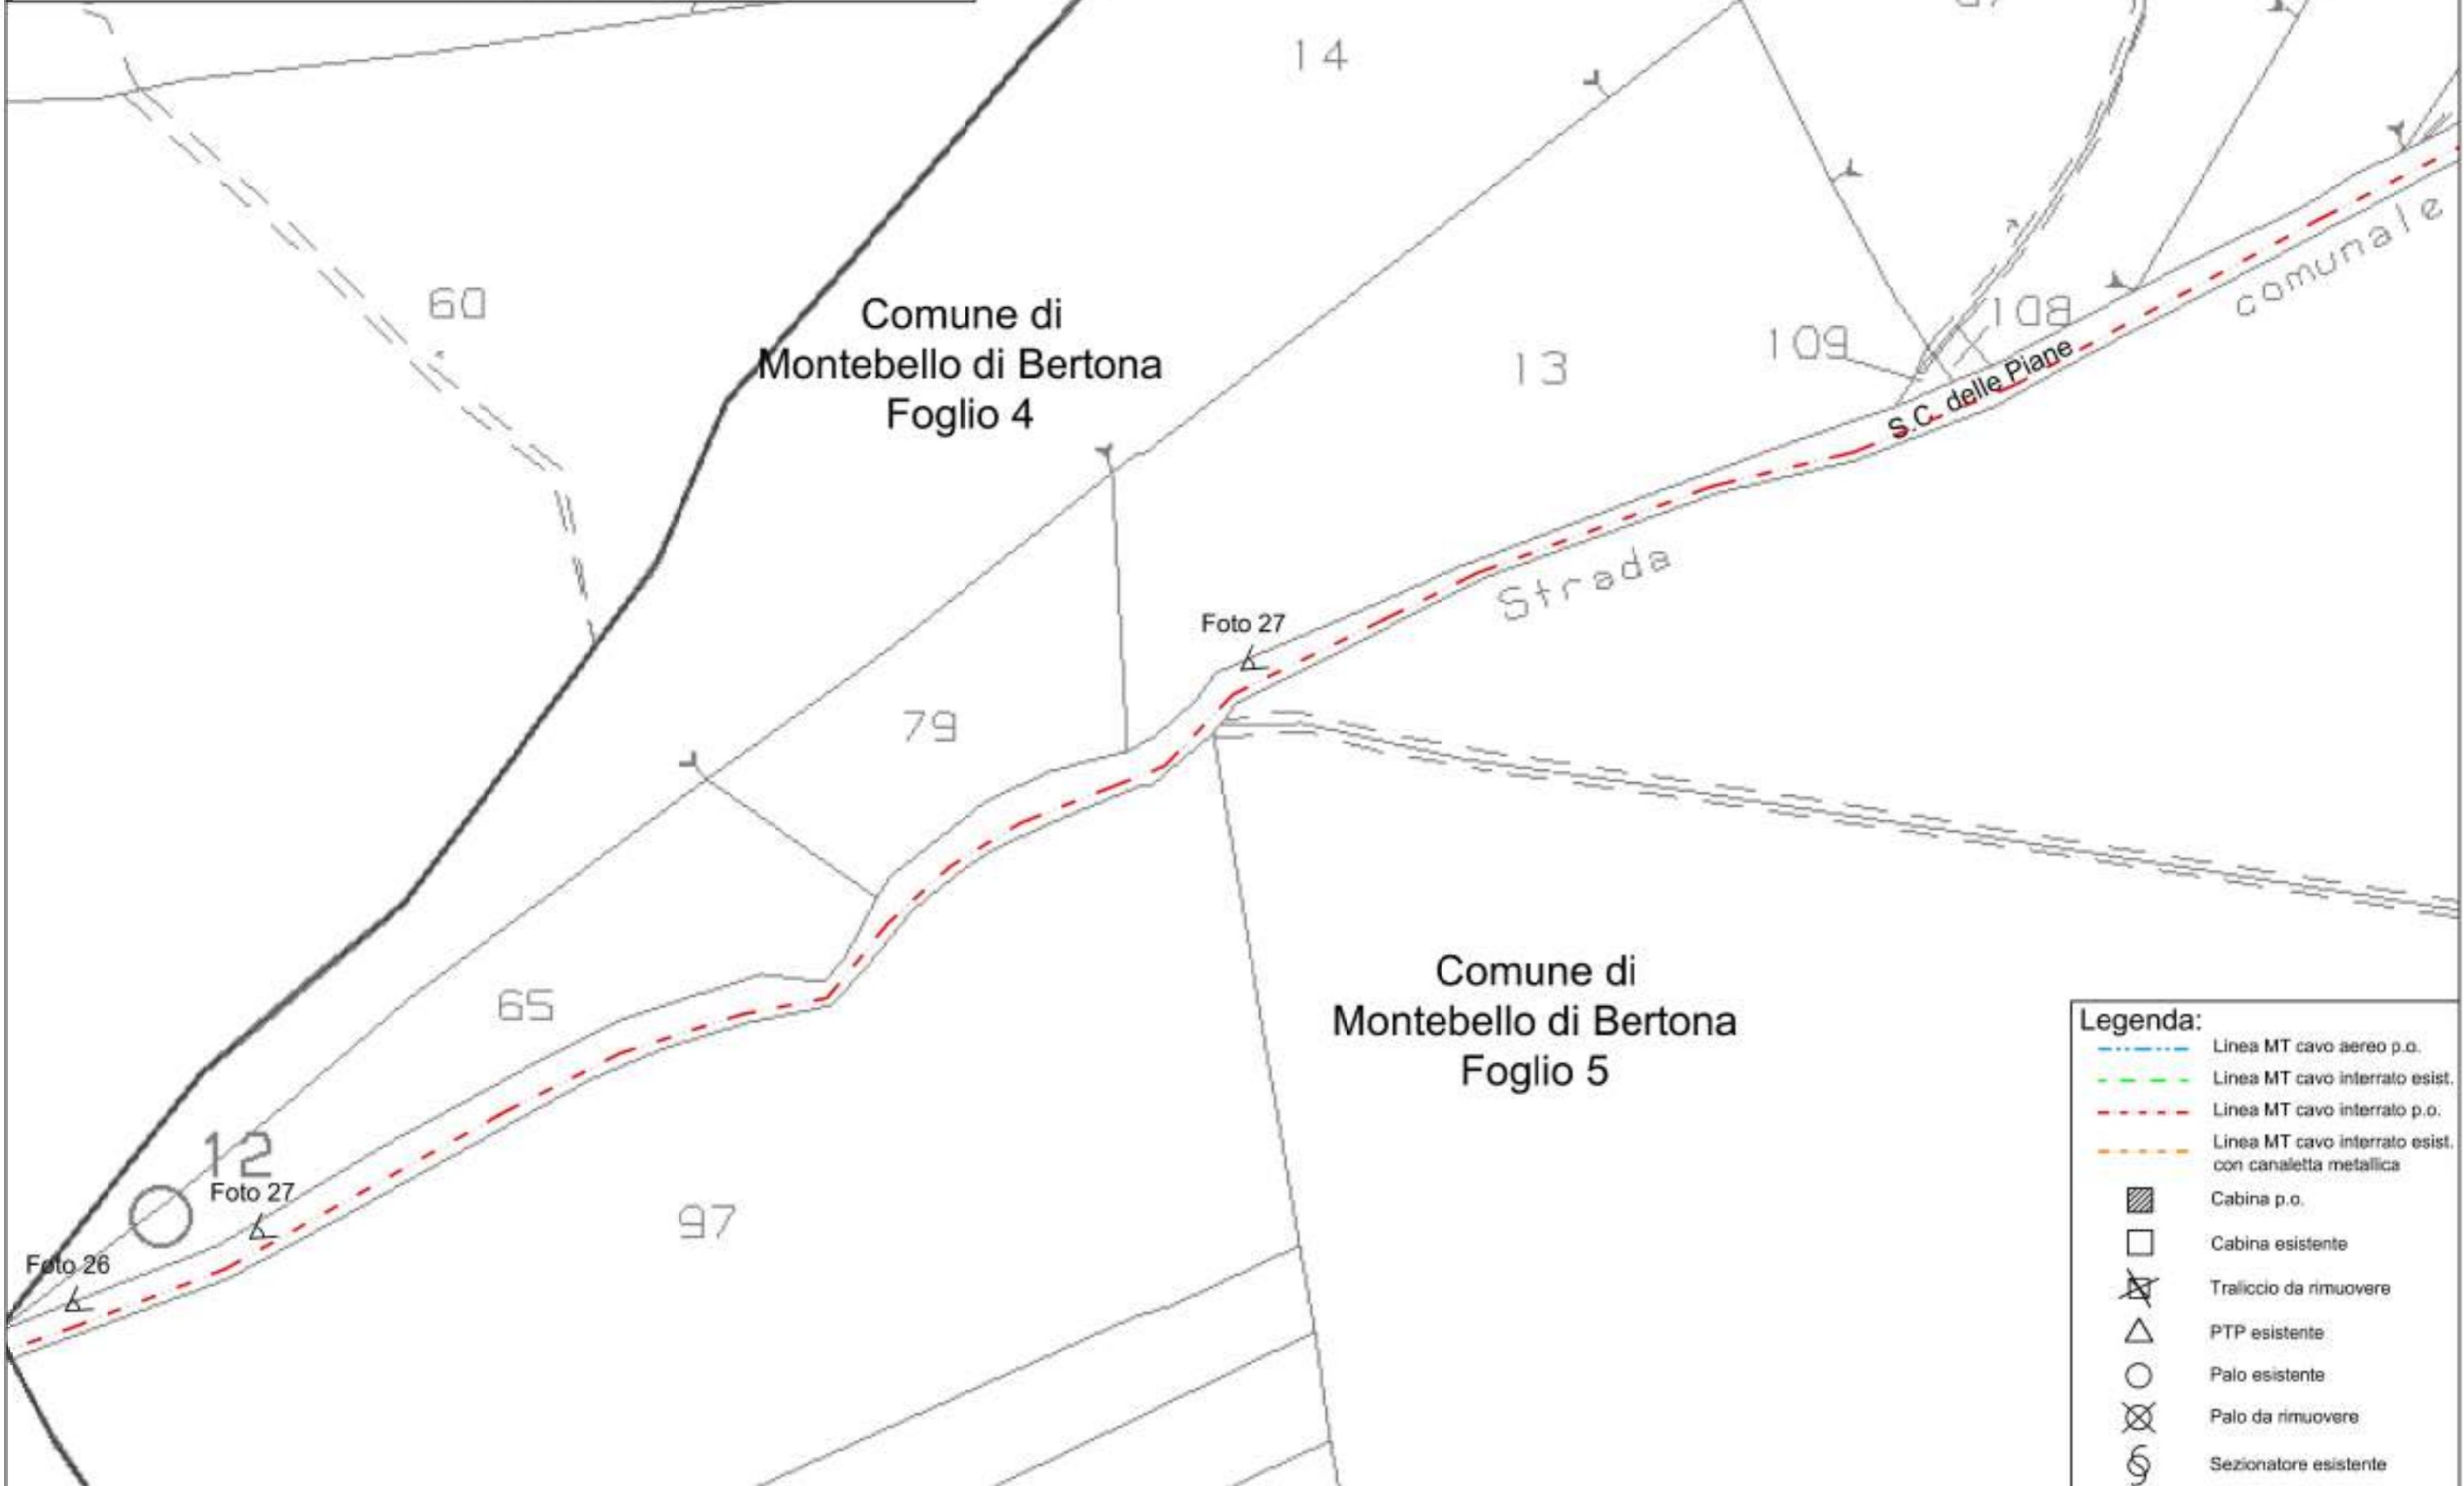 14
60
Comune di
Montebello di Bertona
Foglio 4
13
109
108
S.C. delle Piane
comunale
Strada
Foto 27
79
65
12
Foto 27
Foto 26
97
Comune di
Montebello di Bertona
Foglio 5
Legenda:
Linea MT cavo aereo p.o.
Linea MT cavo interrato esist.
Linea MT cavo interrato p.o.
Linea MT cavo interrato esist.
con canaletta metallica
Cabina p.o.
Cabina esistente
Traliccio da rimuovere
PTP esistente
Palo esistente
Palo da rimuovere
Sezionatore esistente